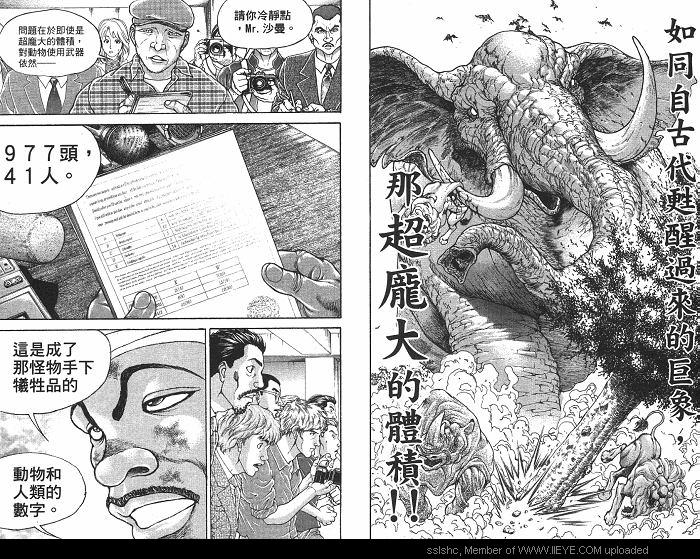 如同自古代甦醒過來的巨象，
那超龐大的體積!!
請你冷靜點，
Mr. 沙曼。
問題在於即使是
超龐大的體積，
對動物使用武器
依然——
977頭，
41人。
這是成了
那怪物手下
犧牲品的
動物和
人類的
數字。
sslshc, Member of WWW.IIEYE.COM uploaded